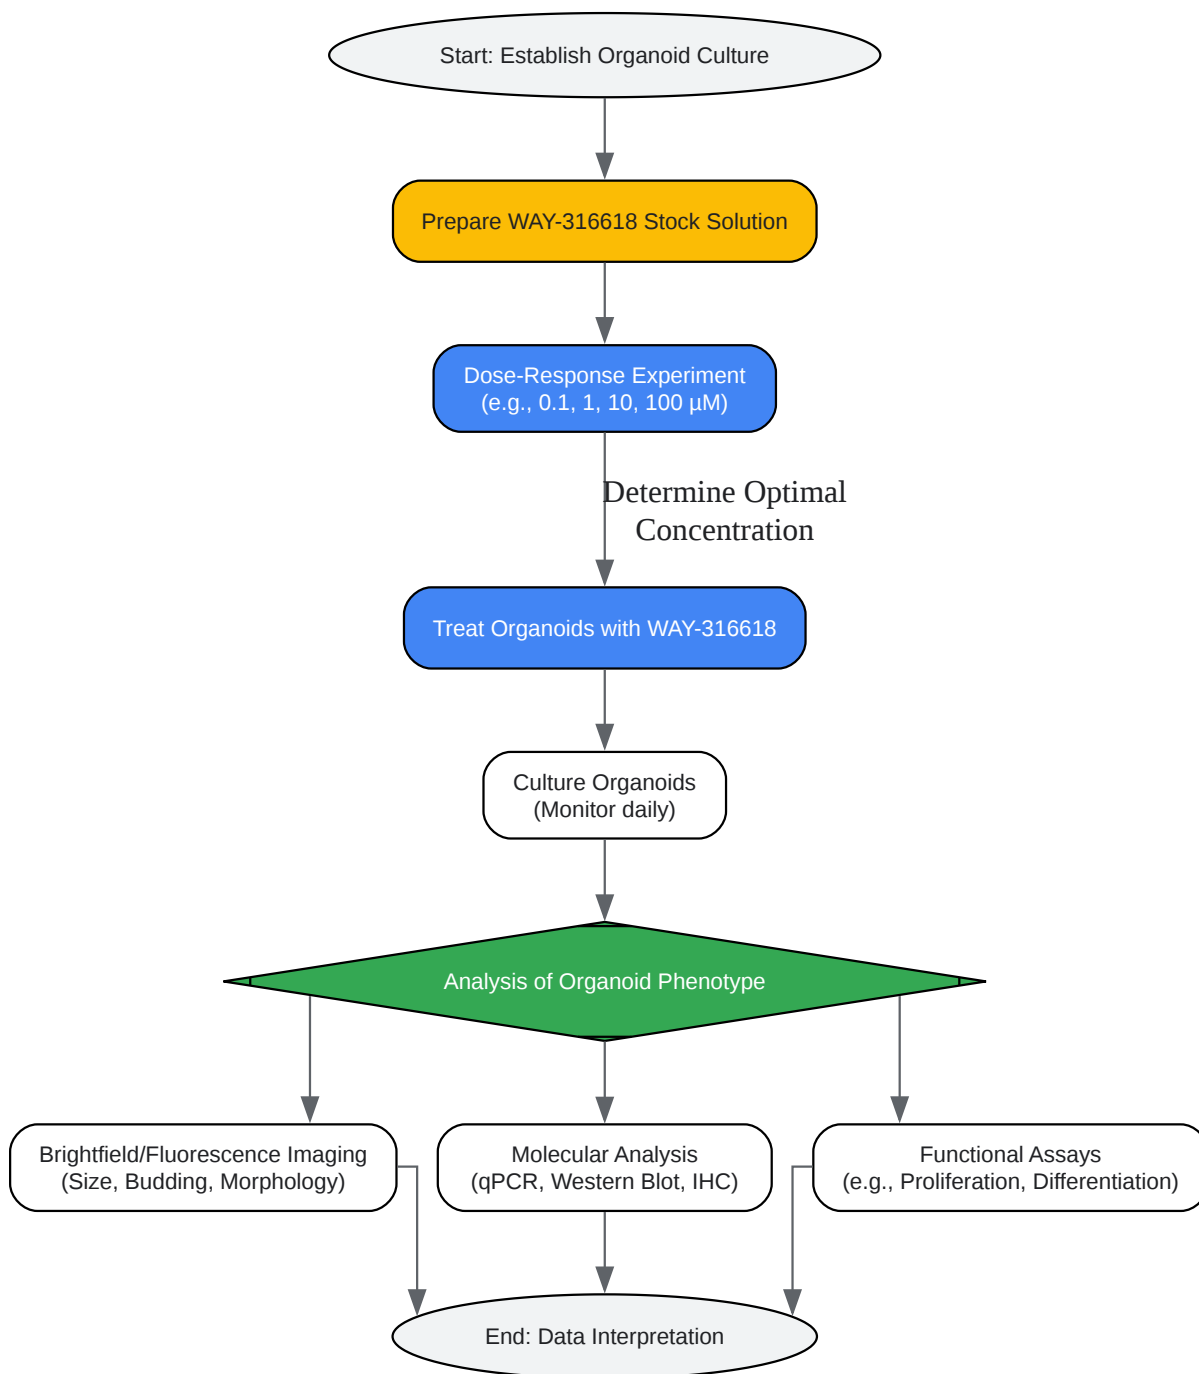 Start: Establish Organoid Culture
Prepare WAY-316618 Stock Solution
Dose-Response Experiment
(e.g., 0.1, 1, 10, 100 µM)
Determine Optimal
Concentration
Treat Organoids with WAY-316618
Culture Organoids
(Monitor daily)
Analysis of Organoid Phenotype
Brightfield/Fluorescence Imaging
(Size, Budding, Morphology)
Molecular Analysis
(qPCR, Western Blot, IHC)
Functional Assays
(e.g., Proliferation, Differentiation)
End: Data Interpretation